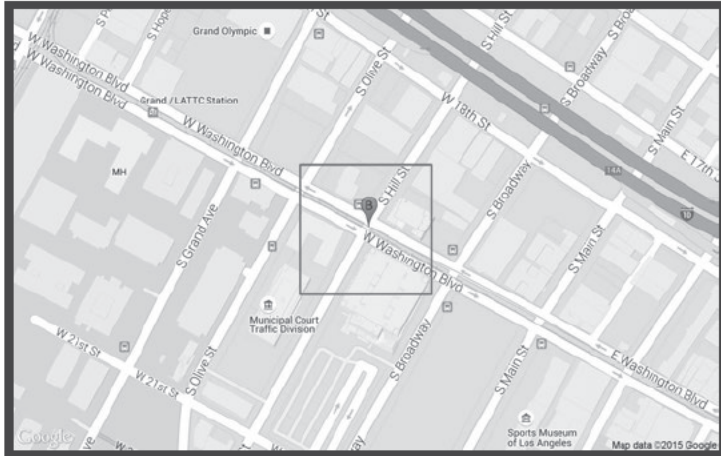 Grand Olympic
W Washington Blvd
W Washington Blvd
S Hope
S Olive St
S Hill St
S Broadway
S Broadway
W 18th St
S Main St
E 17th
Grand / LATTC Station
W Washington Blvd
14A
10
MH
S Hill St
S Broadway
B
S Grand Ave
W Washington Blvd
S Main St
Municipal Court
Traffic Division
W 21st St
W 21st St
S Olive St
S Broadway
S Main St
E Washington Blvd
Sports Museum
of Los Angeles
Google
Map data ©2015 Google